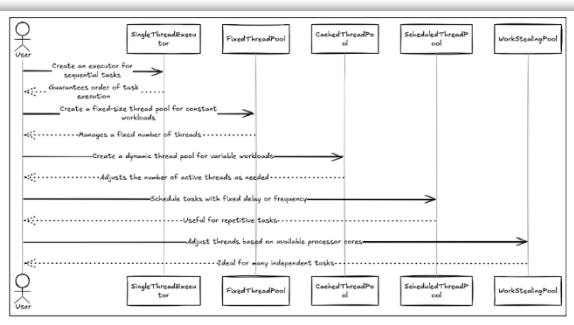 User
SingleThreadExecu
tor
FixedThreadPool
CachedThreadPo
ol
ScheduledThreadP
ool
WorkStealingPool
Create an executor for
sequential tasks
Guarantees order of task
execution
Create a fixed-size thread pool for constant
workloads
Manages a fixed number of threads
Create a dynamic thread pool for variable workloads
Adjusts the number of active threads as needed
Schedule tasks with fixed delay or frequency
Useful for repetitive tasks
Adjust threads based on available processor cores
Ideal for many independent tasks
User
SingleThreadExecu
tor
FixedThreadPool
CachedThreadPo
ol
ScheduledThreadP
ool
WorkStealingPool